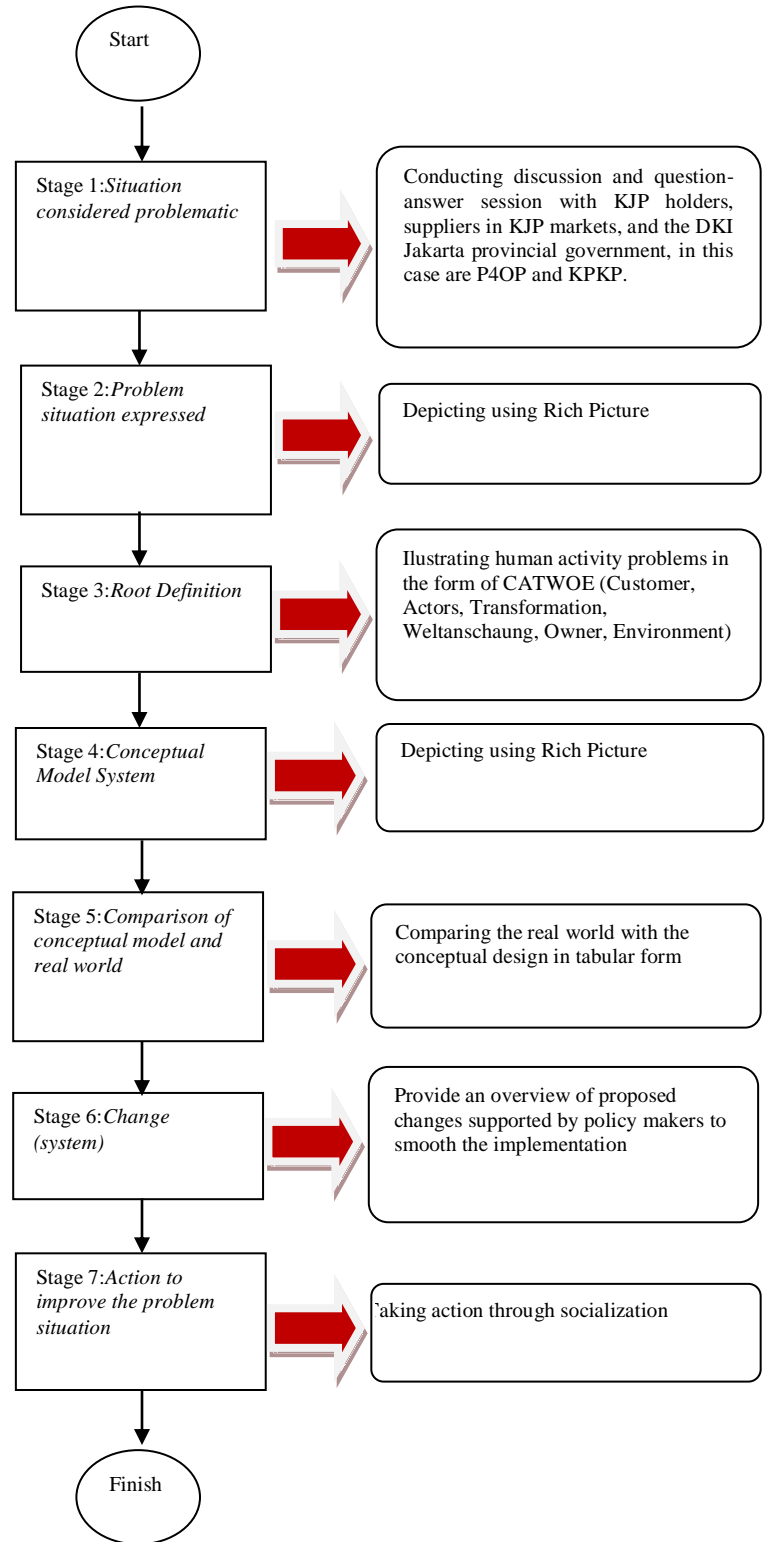 Start
Stage 1:Situation
considered problematic
Conducting discussion and question-
answer session with KJP holders,
suppliers in KJP markets, and the DKI
Jakarta provincial government, in this
case are P4OP and KPKP.
Stage 2:Problem
situation expressed
Depicting using Rich Picture
Stage 3:Root Definition
Ilustrating human activity problems in
the form of CATWOE (Customer,
Actors, Transformation,
Weltanschaung, Owner, Environment)
Stage 4:Conceptual
Model System
Depicting using Rich Picture
Stage 5:Comparison of
conceptual model and
real world
Comparing the real world with the
conceptual design in tabular form
Stage 6:Change
(system)
Provide an overview of proposed
changes supported by policy makers to
smooth the implementation
Stage 7:Action to
improve the problem
situation
Taking action through socialization
Finish